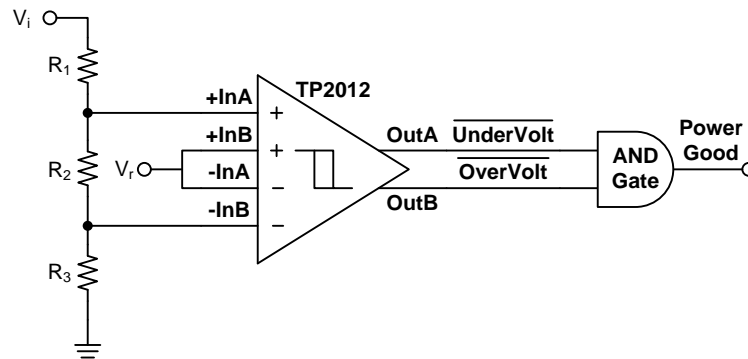 Vi
R1
R2
R3
Vr
TP2012
+InA
+InB
-InA
-InB
+
+
−
−
OutA
OutB
UnderVolt
OverVolt
AND
Gate
Power
Good